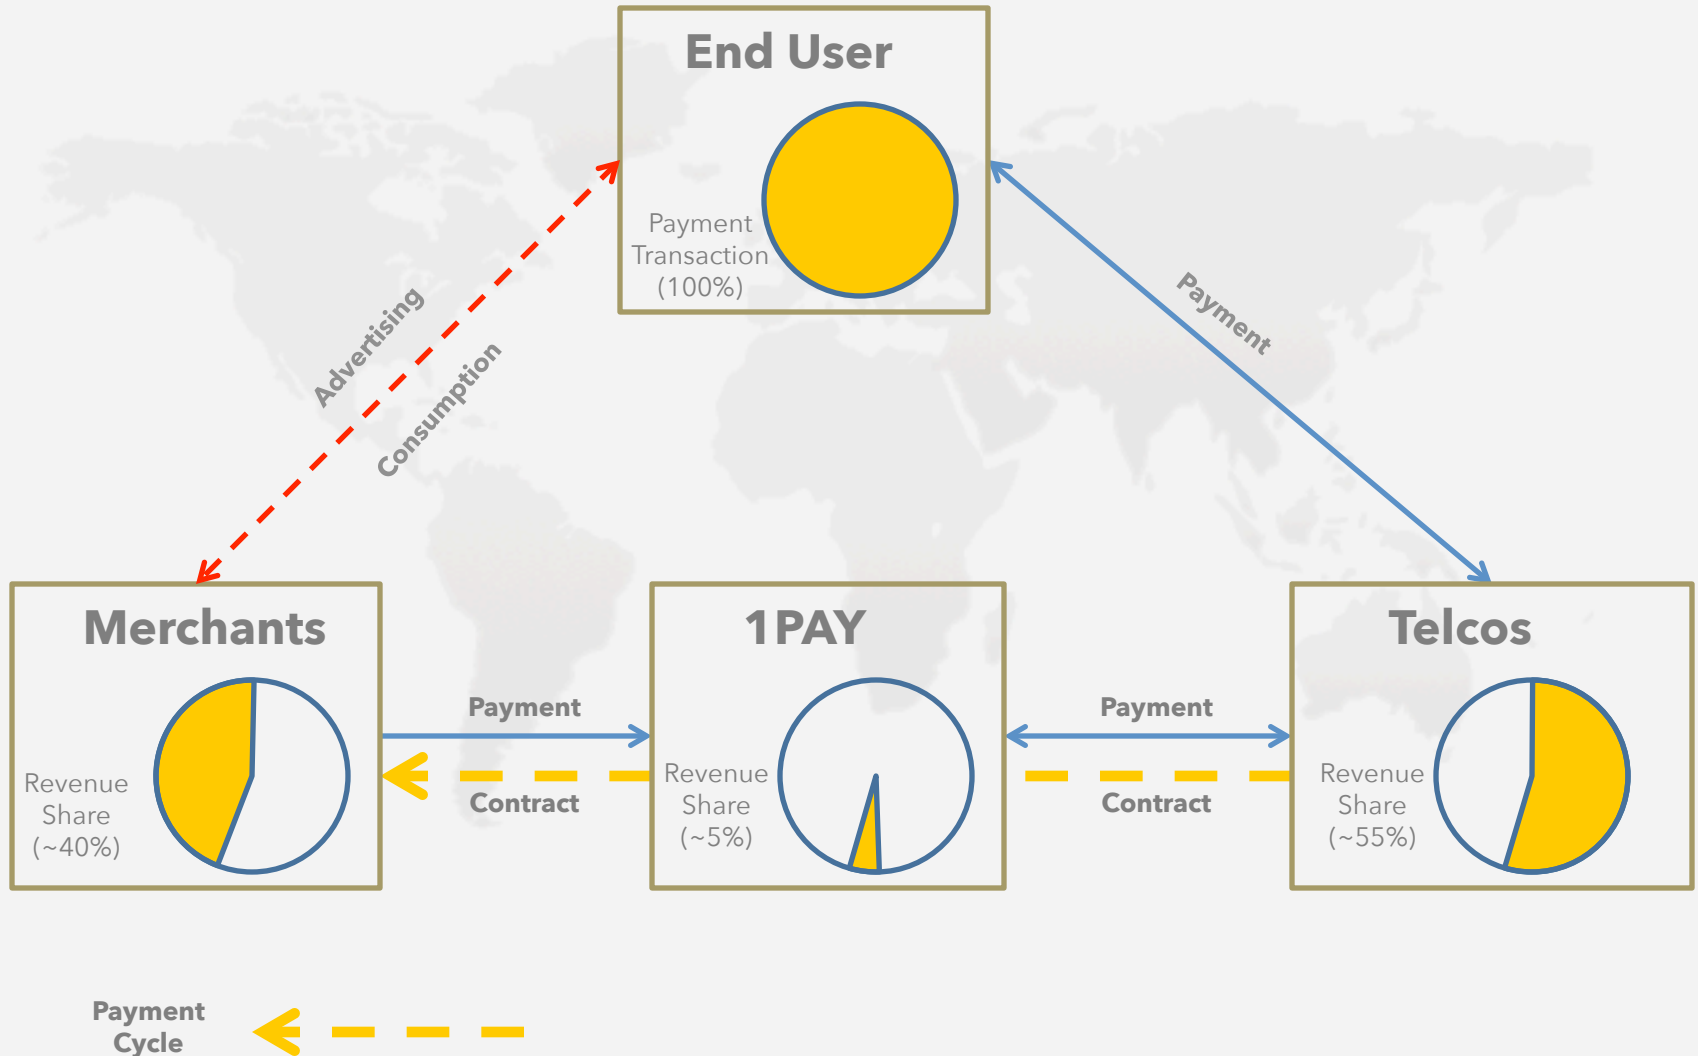 End User
Payment
Transaction
(100%)
Advertising
Consumption
Payment
Merchants
Revenue
Share
(~40%)
Payment
Contract
1PAY
Revenue
Share
(~5%)
Payment
Contract
Telcos
Revenue
Share
(~55%)
Payment
Cycle